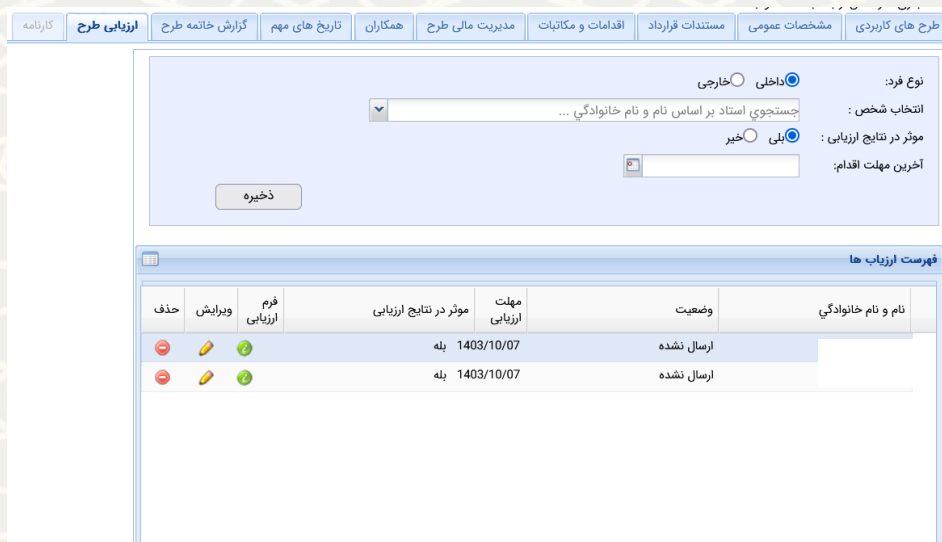 طرح های کاربردی مشخصات عمومی مستندات قرارداد اقدامات و مکاتبات مدیریت مالی طرح همکاران تاریخ های مهم گزارش خاتمه طرح ارزیابی طرح کارنامه
نوع فرد: داخلی خارجی
انتخاب شخص : جستجوي استاد بر اساس نام و نام خانوادگي ...
موثر در نتایج ارزیابی : بلی خیر
آخرین مهلت اقدام:
ذخیره
فهرست ارزیاب ها
نام و نام خانوادگي وضعیت مهلت ارزیابی موثر در نتایج ارزیابی فرم ارزیابی ویرایش حذف
ارسال نشده 1403/10/07 بله
ارسال نشده 1403/10/07 بله